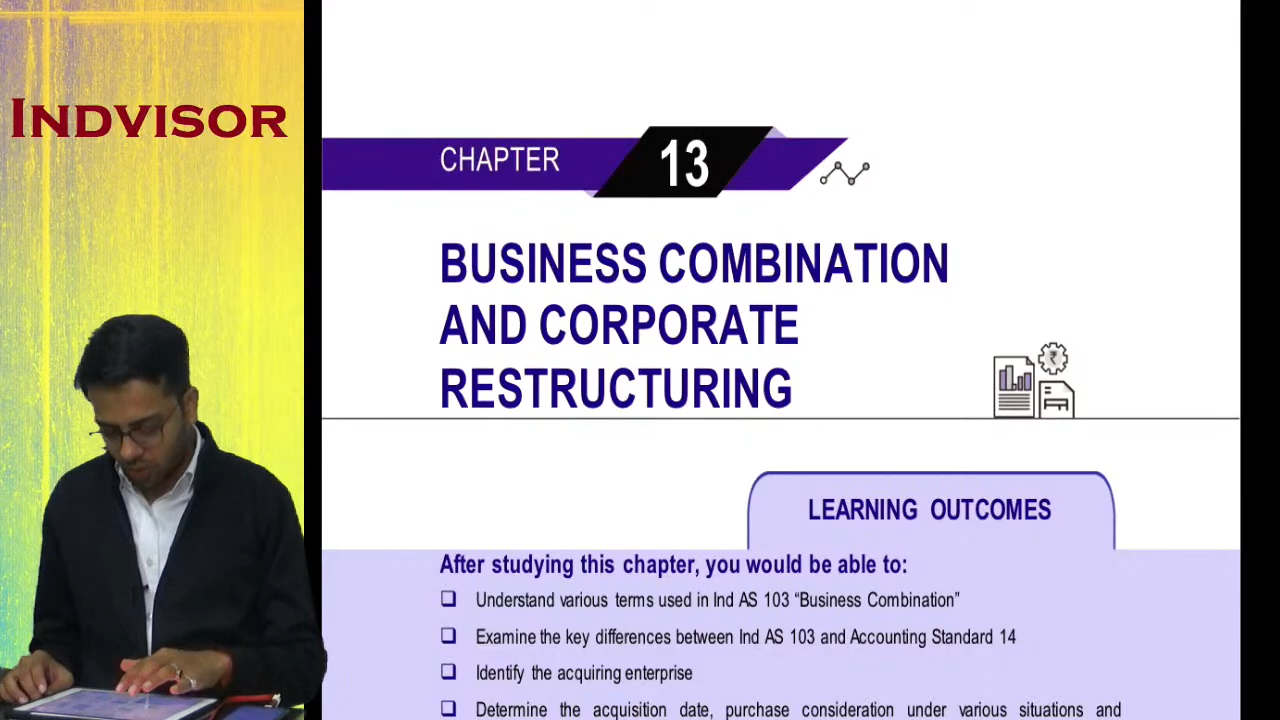 INDVISOR
CHAPTER 13
BUSINESS COMBINATION
AND CORPORATE
RESTRUCTURING
₹
LEARNING OUTCOMES
After studying this chapter, you would be able to:
❑ Understand various terms used in Ind AS 103 “Business Combination”
❑ Examine the key differences between Ind AS 103 and Accounting Standard 14
❑ Identify the acquiring enterprise
❑ Determine the acquisition date, purchase consideration under various situations and